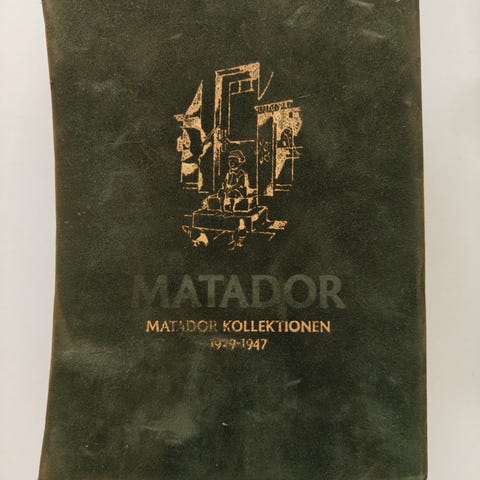 MATADOR
MATADOR KOLLEKTIONEN
1929-1947